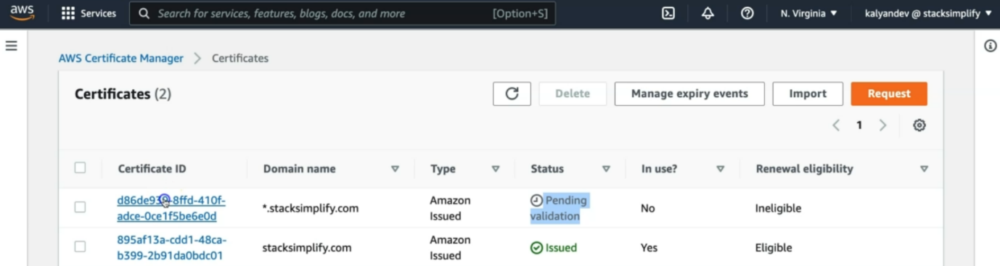 aws Services Search for services, features, blogs, docs, and more [Option+S] N. Virginia ▼ kalyandev @ stacksimplify ▼
AWS Certificate Manager > Certificates
Certificates (2) Delete Manage expiry events Import Request
< 1 >
Certificate ID Domain name Type Status In use? Renewal eligibility
d86de939-8ffd-410f-adce-0ce1f5be6e0d *.stacksimplify.com Amazon Issued Pending validation No Ineligible
895af13a-cdd1-48ca-b399-2b91da0bdc01 stacksimplify.com Amazon Issued Issued Yes Eligible